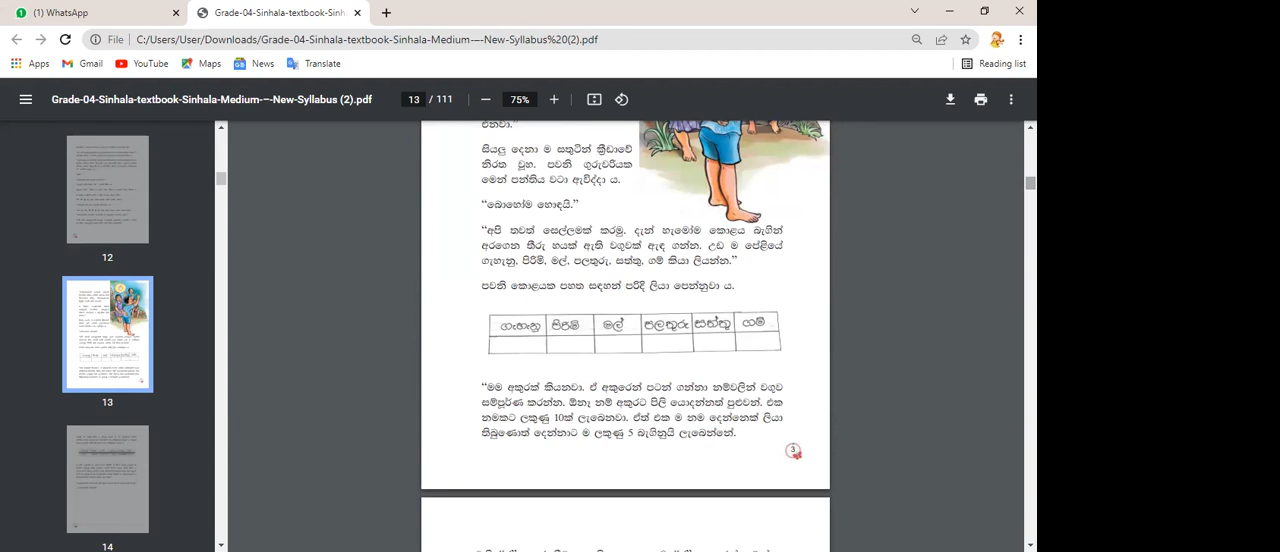 (1) WhatsApp
Grade-04-Sinhala-textbook-Sinh
File
C:/Users/User/Downloads/Grade-04-Sinhala-textbook-Sinhala-Medium-–-New-Syllabus%20(2).pdf
Apps
Gmail
YouTube
Maps
News
Translate
Reading list
Grade-04-Sinhala-textbook-Sinhala-Medium-–-New-Syllabus (2).pdf
13 / 111
75%
12
13
14
එනවා.”
සියලු දෙනා ම සතුටින් ක්‍රීඩාවේ
නිරත වූහ. පවනි ගුරුවරියක
මෙන් පන්තිය වටා ඇවිද්දා ය.
“බොහෝම හොඳයි.”
“අපි තවත් සෙල්ලමක් කරමු. දැන් හැමෝම කොළය බැගින්
අරගෙන තීරු හයක් ඇති වගුවක් ඇඳ ගන්න. උඩ ම පේළියේ
ගැහැනු, පිරිමි, මල්, පලතුරු, සත්තු, ගම් කියා ලියන්න.”
පවනි කොළයක පහත සඳහන් පරිදි ලියා පෙන්නුවා ය.
ගැහැනු පිරිමි මල් පලතුරු සත්තු ගම්
“මම අකුරක් කියනවා. ඒ අකුරෙන් පටන් ගන්නා නම්වලින් වගුව
සම්පූර්ණ කරන්න. ඕනෑ නම් අකුරට පිලි යොදන්නත් පුළුවන්. එක
නමකට ලකුණු 10ක් ලැබෙනවා. ඒත් එක ම නම දෙන්නෙක් ලියා
තිබුණොත් දෙන්නාට ම ලකුණු 5 බැගිනුයි ලැබෙන්නේ.
3